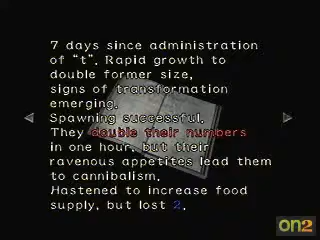 7 days since administration
of "t". Rapid growth to
double former size,
signs of transformation
emerging.
Spawning successful.
They double their numbers
in one hour, but their
ravenous appetites lead them
to cannibalism.
Hastened to increase food
supply, but lost 2.
on2